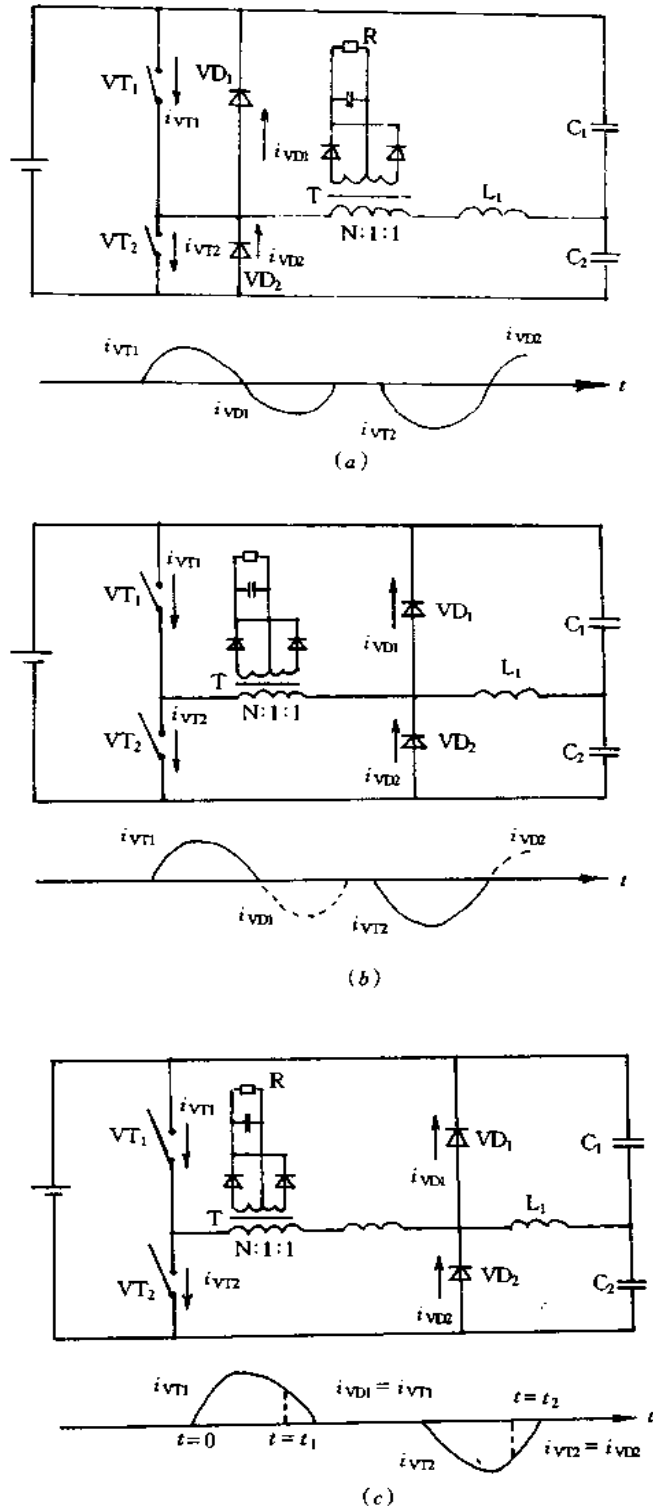 R
VT₁
VD₁
i_VT1
i_VD1
C₁
T
L₁
N:1:1
VT₂
i_VT2
i_VD2
VD₂
C₂
i_VT1
i_VD2
i_VD1
i_VT2
t
(a)
i_VT1
VT₁
VD₁
i_VD1
C₁
T
L₁
N:1:1
i_VT2
VT₂
VD₂
i_VD2
C₂
i_VT1
i_VD2
t
i_VD1
i_VT2
(b)
R
i_VT1
VT₁
VD₁
C₁
i_VD1
T
L₁
N:1:1
VT₂
i_VT2
VD₂
C₂
i_VD2
i_VT1
i_VD1 = i_VT1
t = t₂
t
t=0
t=t₁
i_VT2
i_VT2 = i_VD2
(c)